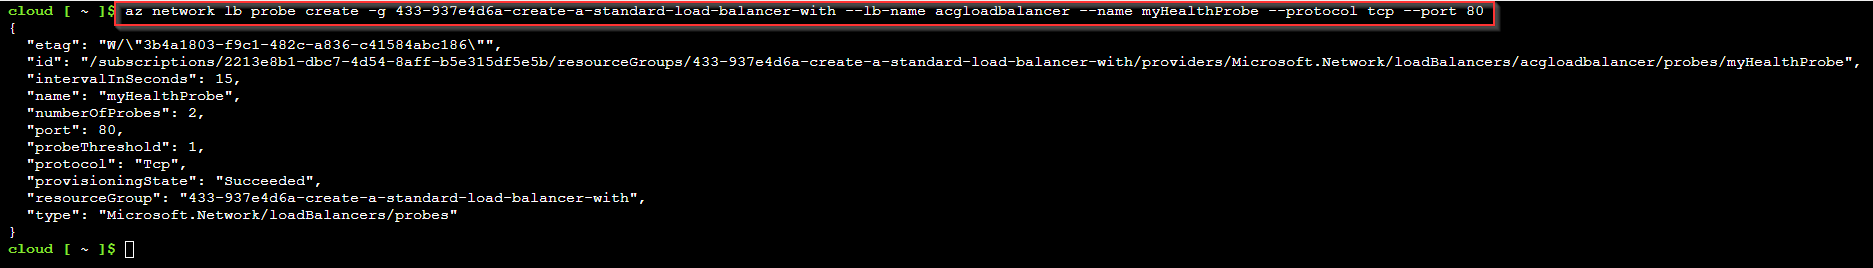 cloud [ ~ ]$ az network lb probe create -g 433-937e4d6a-create-a-standard-load-balancer-with --lb-name acgloadbalancer --name myHealthProbe --protocol tcp --port 80
{
  "etag": "W/\"3b4a1803-f9c1-482c-a836-c41584abc186\"",
  "id": "/subscriptions/2213e8b1-dbc7-4d54-8aff-b5e315df5e5b/resourceGroups/433-937e4d6a-create-a-standard-load-balancer-with/providers/Microsoft.Network/loadBalancers/acgloadbalancer/probes/myHealthProbe",
  "intervalInSeconds": 15,
  "name": "myHealthProbe",
  "numberOfProbes": 2,
  "port": 80,
  "probeThreshold": 1,
  "protocol": "Tcp",
  "provisioningState": "Succeeded",
  "resourceGroup": "433-937e4d6a-create-a-standard-load-balancer-with",
  "type": "Microsoft.Network/loadBalancers/probes"
}
cloud [ ~ ]$